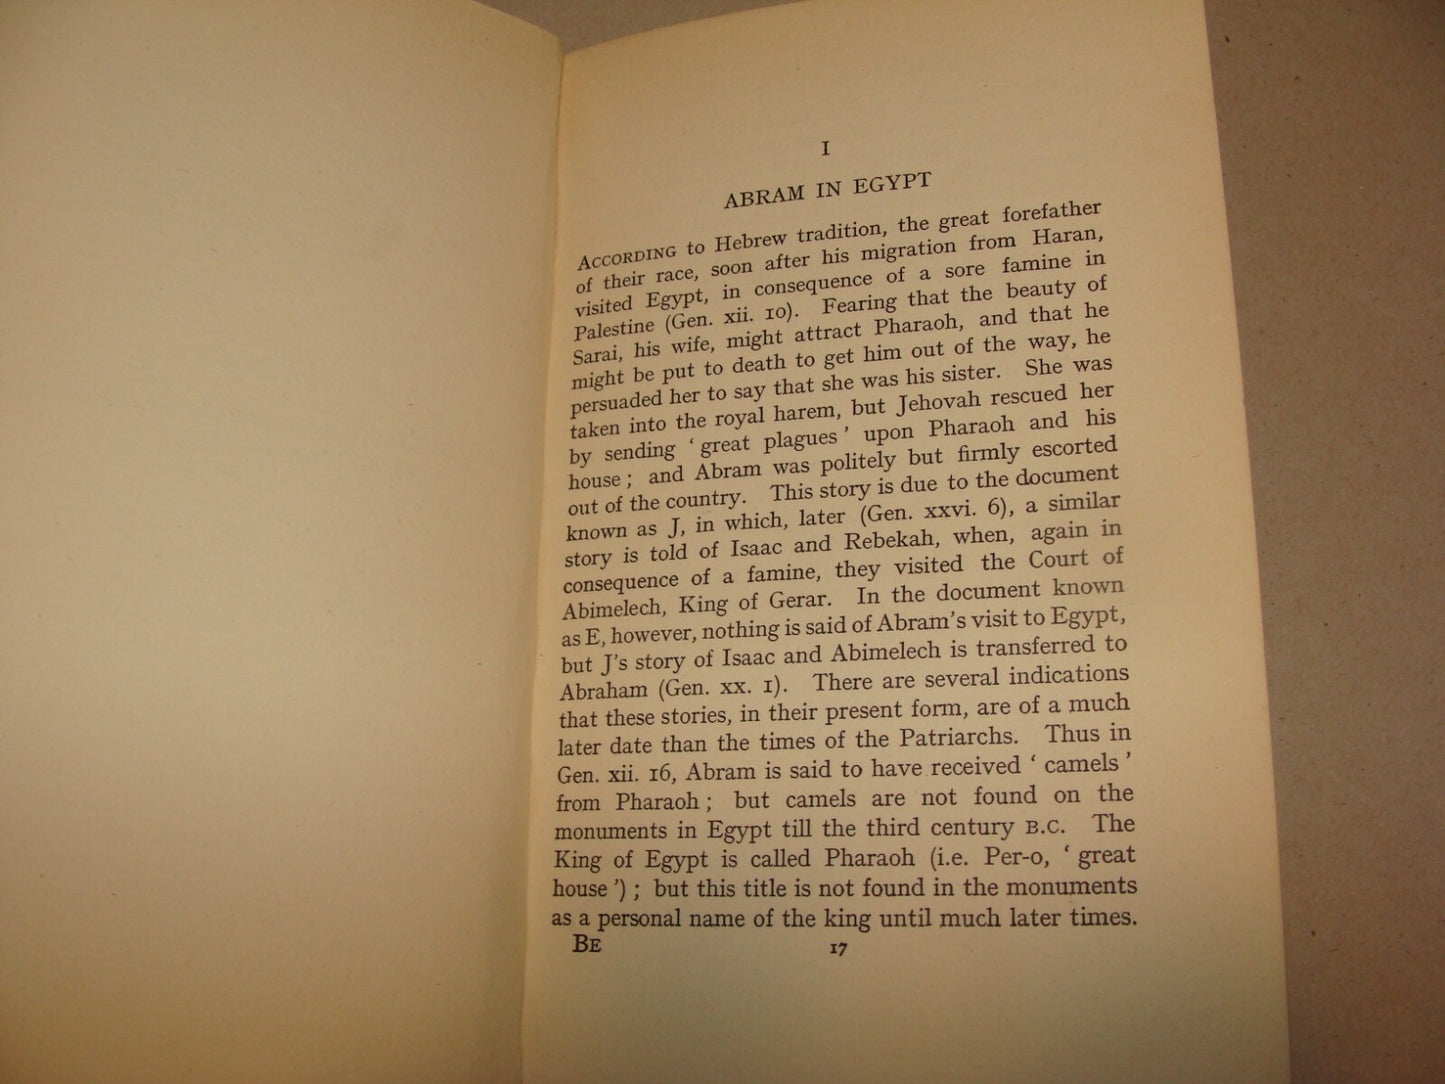 I
ABRAM IN EGYPT
ACCORDING to Hebrew tradition, the great forefather
of their race, soon after his migration from Haran,
visited Egypt, in consequence of a sore famine in
Palestine (Gen. xii. 10). Fearing that the beauty of
Sarai, his wife, might attract Pharaoh, and that he
might be put to death to get him out of the way, he
persuaded her to say that she was his sister. She was
taken into the royal harem, but Jehovah rescued her
by sending ‘ great plagues ’ upon Pharaoh and his
house ; and Abram was politely but firmly escorted
out of the country. This story is due to the document
known as J, in which, later (Gen. xxvi. 6), a similar
story is told of Isaac and Rebekah, when, again in
consequence of a famine, they visited the Court of
Abimelech, King of Gerar. In the document known
as E, however, nothing is said of Abram’s visit to Egypt,
but J’s story of Isaac and Abimelech is transferred to
Abraham (Gen. xx. 1). There are several indications
that these stories, in their present form, are of a much
later date than the times of the Patriarchs. Thus in
Gen. xii. 16, Abram is said to have received ‘ camels ’
from Pharaoh ; but camels are not found on the
monuments in Egypt till the third century B.C. The
King of Egypt is called Pharaoh (i.e. Per-o, ‘ great
house ’) ; but this title is not found in the monuments
as a personal name of the king until much later times.
BE 17